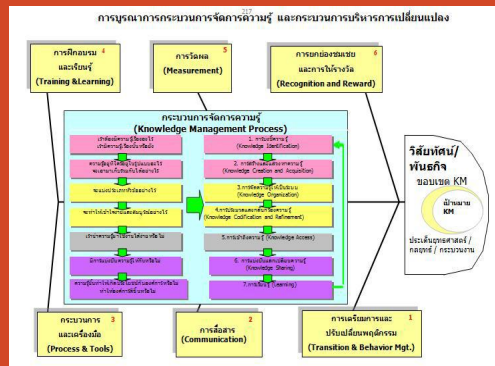 217
การบูรณาการกระบวนการจัดการความรู้ และกระบวนการบริหารการเปลี่ยนแปลง
การฝึกอบรม 4
และเรียนรู้
(Training &Learning)
การวัดผล 5
(Measurement)
การยกย่องชมเชย 6
และการให้รางวัล
(Recognition and Reward)
กระบวนการจัดการความรู้
(Knowledge Management Process)
1. การบ่งชี้ความรู้
(Knowledge Identification)
2. การสร้างและแสวงหาความรู้
(Knowledge Creation and Acquisition)
3.การจัดความรู้ให้เป็นระบบ
(Knowledge Organization)
4.การประมวลและกลั่นกรองความรู้
(Knowledge Codification and Refinement)
5.การเข้าถึงความรู้ (Knowledge Access)
6. การแบ่งปันแลกเปลี่ยนความรู้
(Knowledge Sharing)
7.การเรียนรู้ (Learning)
วิสัยทัศน์/
พันธกิจ
ขอบเขต KM
เป้าหมาย
KM
ประเด็นยุทธศาสตร์ /
กลยุทธ์ / กระบวนงาน
กระบวนการ 3
และเครื่องมือ
(Process & Tools)
การสื่อสาร 2
(Communication)
การเตรียมการและ 1
ปรับเปลี่ยนพฤติกรรม
(Transition & Behavior Mgt.)